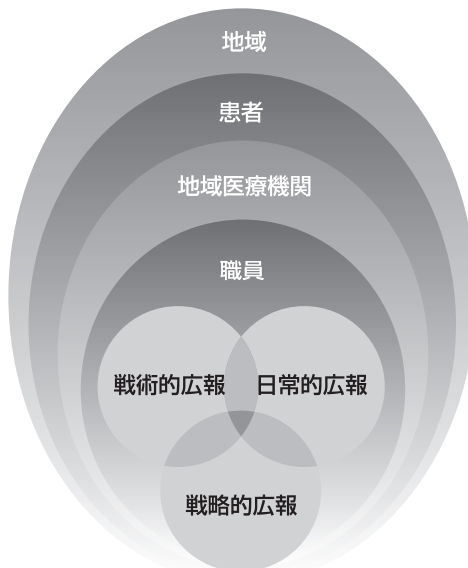 地域
患者
地域医療機関
職員
戦術的広報
日常的広報
戦略的広報